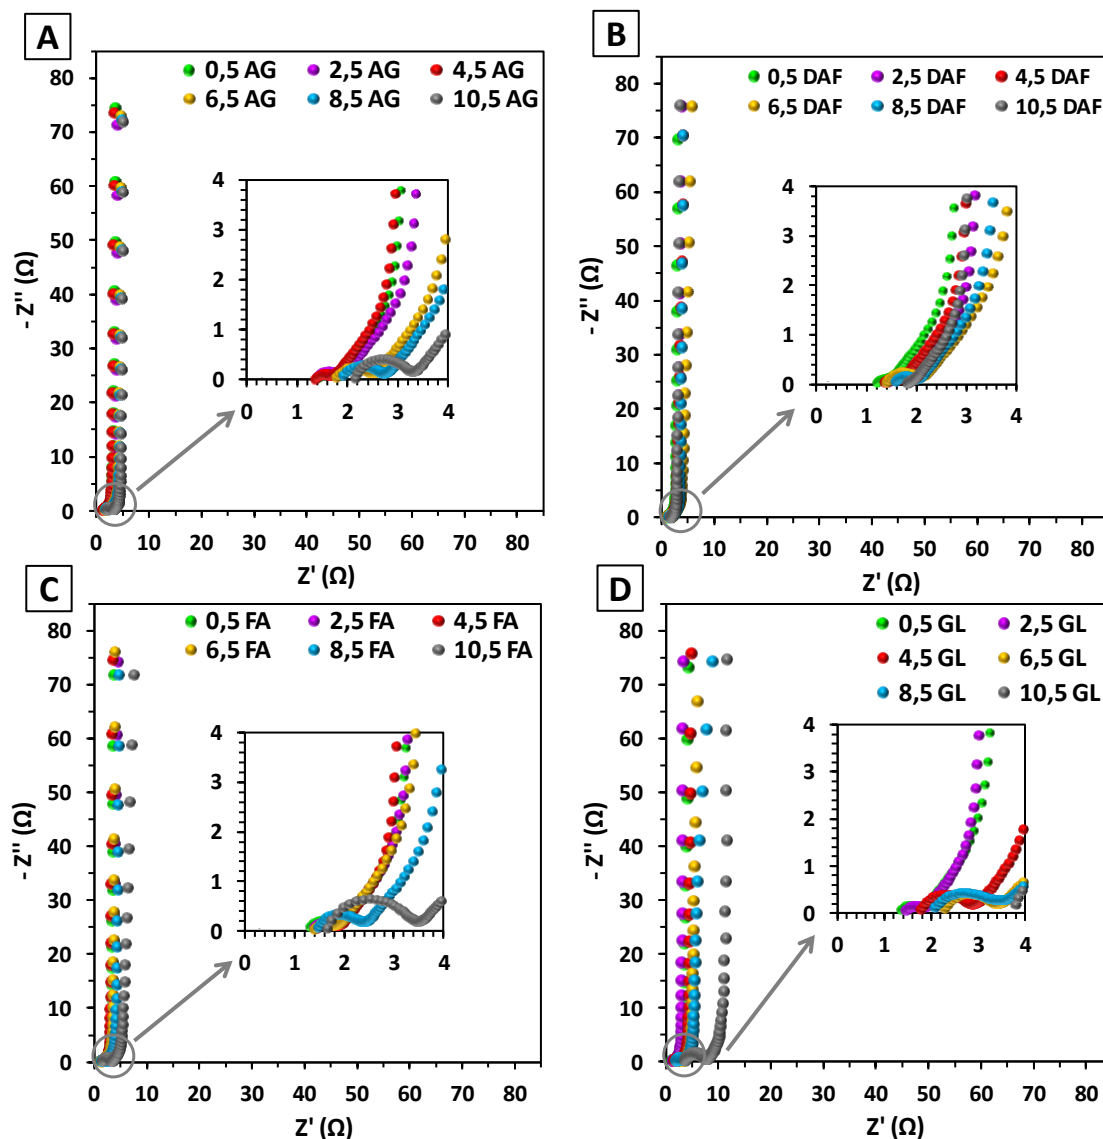 A
0,5 AG 2,5 AG 4,5 AG
6,5 AG 8,5 AG 10,5 AG
- Z'' (Ω)
80
70
60
50
40
30
20
10
0
0 10 20 30 40 50 60 70 80
Z' (Ω)
4
3
2
1
0
0 1 2 3 4
B
0,5 DAF 2,5 DAF 4,5 DAF
6,5 DAF 8,5 DAF 10,5 DAF
- Z'' (Ω)
80
70
60
50
40
30
20
10
0
0 10 20 30 40 50 60 70 80
Z' (Ω)
4
3
2
1
0
0 1 2 3 4
C
0,5 FA 2,5 FA 4,5 FA
6,5 FA 8,5 FA 10,5 FA
- Z'' (Ω)
80
70
60
50
40
30
20
10
0
0 10 20 30 40 50 60 70 80
Z' (Ω)
4
3
2
1
0
0 1 2 3 4
D
0,5 GL 2,5 GL
4,5 GL 6,5 GL
8,5 GL 10,5 GL
- Z'' (Ω)
80
70
60
50
40
30
20
10
0
0 10 20 30 40 50 60 70 80
Z' (Ω)
4
3
2
1
0
0 1 2 3 4